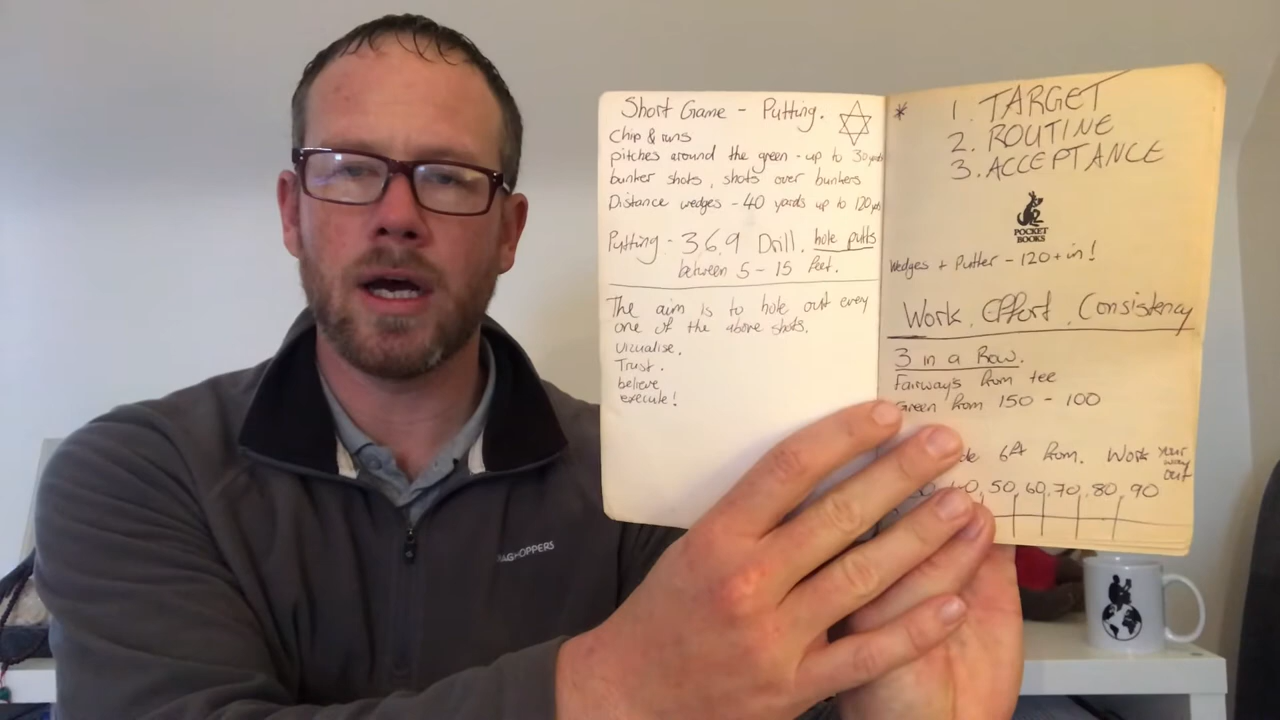 Short Game - Putting.
Chip & runs
pitches around the green - up to 30 yards
bunker shots, shots over bunkers
Distance wedges - 40 yards up to 120 yds
Putting - 3 6 9 Drill. hole putts
between 5 - 15 feet.
The aim is to hole out every
one of the above shots.
Vizualise.
Trust.
believe
execute!
* 1. TARGET
2. ROUTINE
3. ACCEPTANCE
POCKET
BOOKS
Wedges + Putter - 120 + in!
Work, Effort, Consistency
3 in a Row.
Fairways from tee
Green from 150 - 100
6ft from. Work your
way
out
50, 60, 70, 80, 90